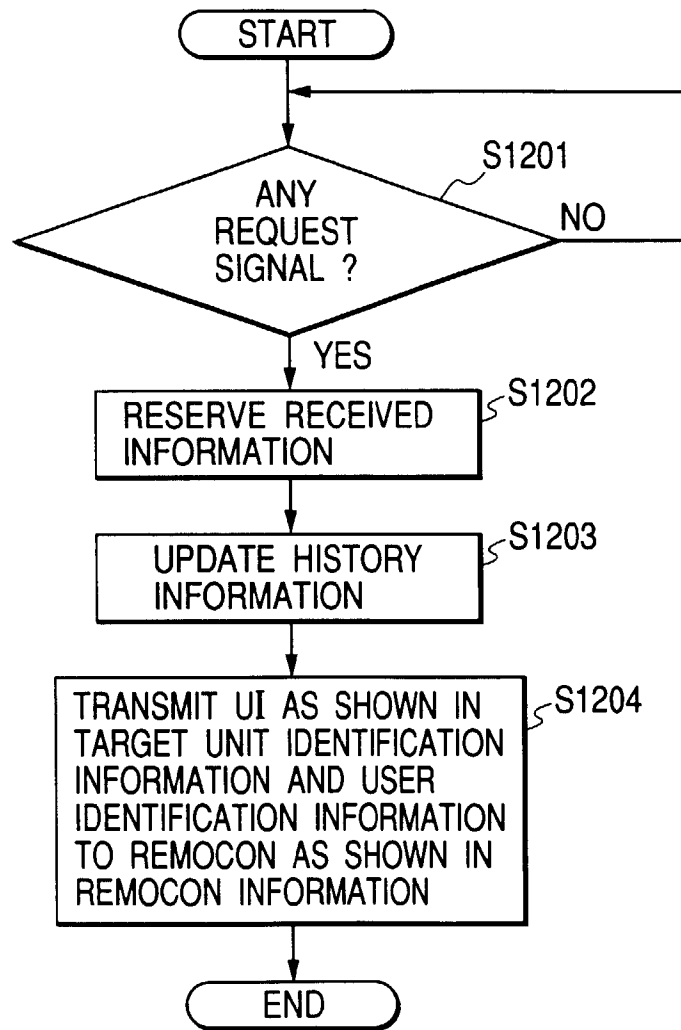 START
S1201
ANY
REQUEST
SIGNAL ?
NO
YES
S1202
RESERVE RECEIVED
INFORMATION
S1203
UPDATE HISTORY
INFORMATION
S1204
TRANSMIT UI AS SHOWN IN
TARGET UNIT IDENTIFICATION
INFORMATION AND USER
IDENTIFICATION INFORMATION
TO REMOCON AS SHOWN IN
REMOCON INFORMATION
END